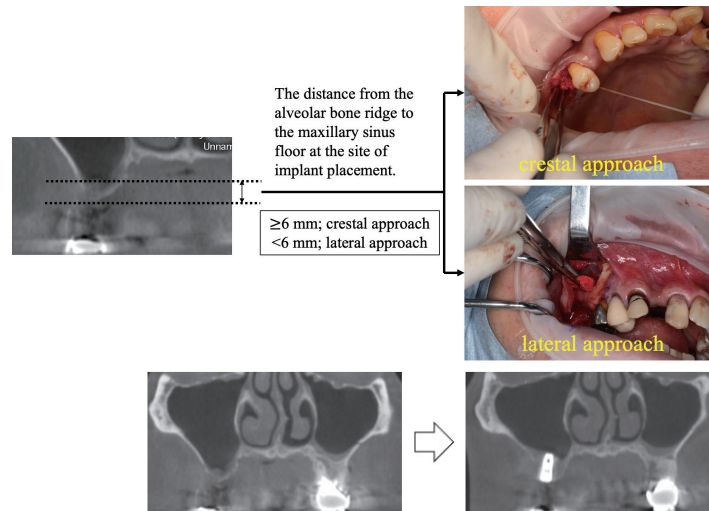 The distance from the
alveolar bone ridge to
the maxillary sinus
floor at the site of
implant placement.
Unnam
≥6 mm; crestal approach
<6 mm; lateral approach
crestal approach
lateral approach